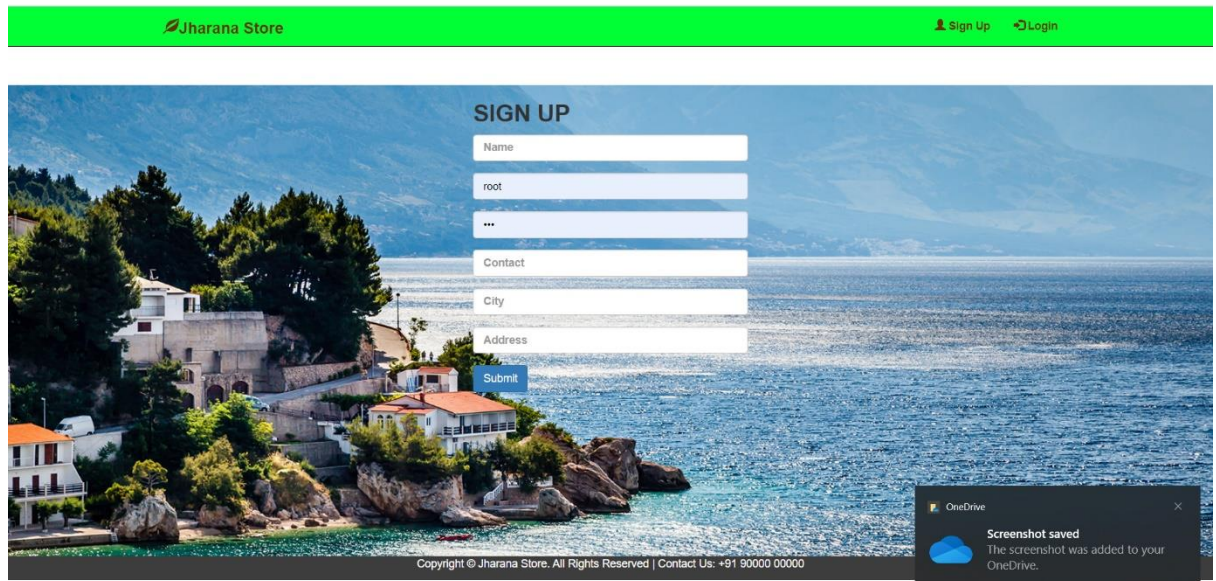 Jharana Store
Sign Up
Login
SIGN UP
Name
root
•••
Contact
City
Address
Submit
OneDrive
Screenshot saved
The screenshot was added to your
OneDrive.
Copyright © Jharana Store. All Rights Reserved | Contact Us: +91 90000 00000